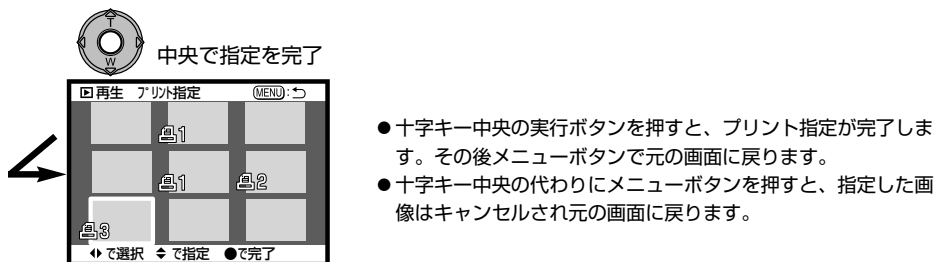 T
W
中央で指定を完了
再生 プリント指定 MENU:
1
1 2
3
で選択 で指定 ●で完了
●十字キー中央の実行ボタンを押すと、プリント指定が完了しま
す。その後メニューボタンで元の画面に戻ります。
●十字キー中央の代わりにメニューボタンを押すと、指定した画
像はキャンセルされ元の画面に戻ります。